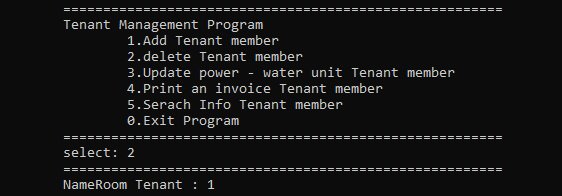 =======================================================
Tenant Management Program
1.Add Tenant member
2.delete Tenant member
3.Update power - water unit Tenant member
4.Print an invoice Tenant member
5.Serach Info Tenant member
0.Exit Program
=======================================================
select: 2
=======================================================
NameRoom Tenant : 1